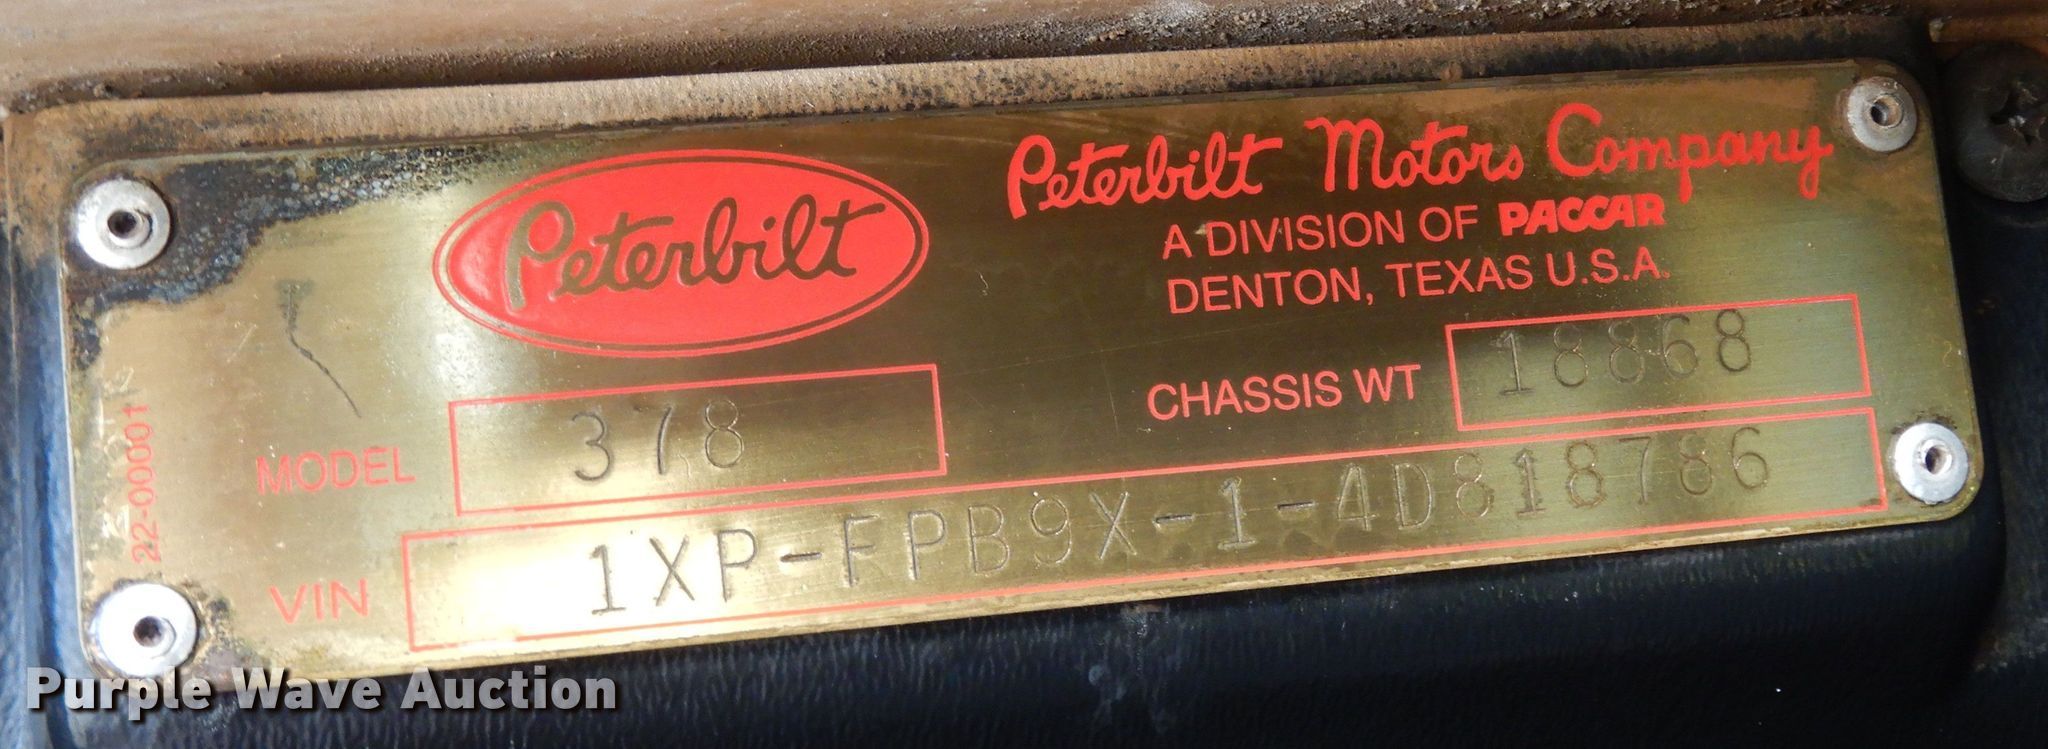 Peterbilt
Peterbilt Motors Company
A DIVISION OF PACCAR
DENTON, TEXAS U.S.A.
CHASSIS WT 18868
MODEL 378
VIN 1XP-FPB9X-1-4D818786
22-00001
Purple Wave Auction